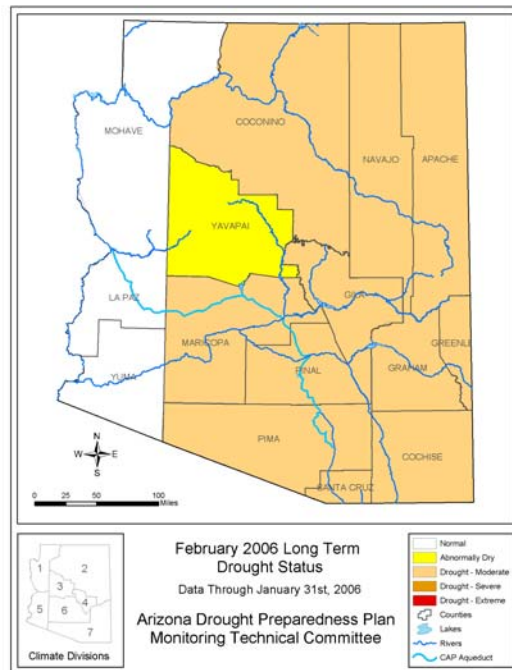 MOHAVE
COCONINO
NAVAJO
APACHE
YAVAPAI
LA PAZ
GILA
GREENLE
MARICOPA
YUMA
PINAL
GRAHAM
PIMA
COCHISE
SANTA CRUZ
N
W E
S
0 25 50 100
Miles
1 2
3
4
5 6
7
Climate Divisions
February 2006 Long Term
Drought Status
Data Through January 31st, 2006
Arizona Drought Preparedness Plan
Monitoring Technical Committee
Normal
Abnormally Dry
Drought - Moderate
Drought - Severe
Drought - Extreme
Counties
Lakes
Rivers
CAP Aqueduct